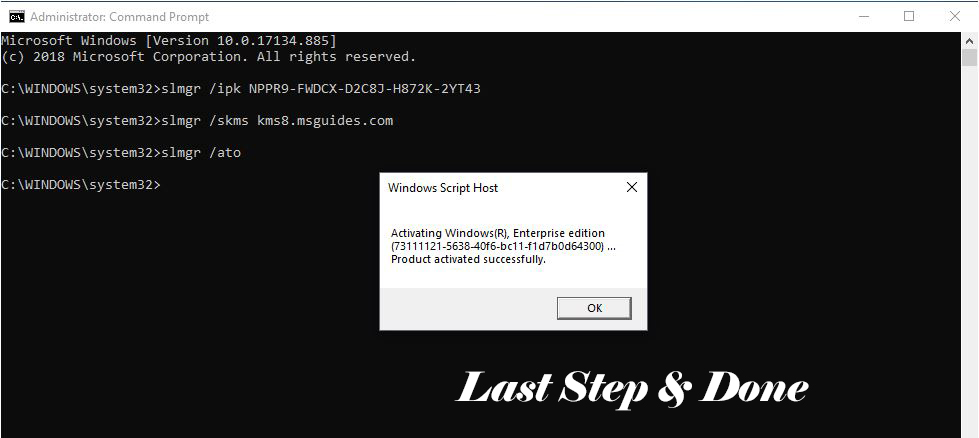 Administrator: Command Prompt
Microsoft Windows [Version 10.0.17134.885]
(c) 2018 Microsoft Corporation. All rights reserved.
C:\WINDOWS\system32>slmgr /ipk NPPR9-FWDCX-D2C8J-H872K-2YT43
C:\WINDOWS\system32>slmgr /skms kms8.msguides.com
C:\WINDOWS\system32>slmgr /ato
C:\WINDOWS\system32>
Windows Script Host
Activating Windows(R), Enterprise edition
(73111121-5638-40f6-bc11-f1d7b0d64300) ...
Product activated successfully.
OK
Last Step & Done